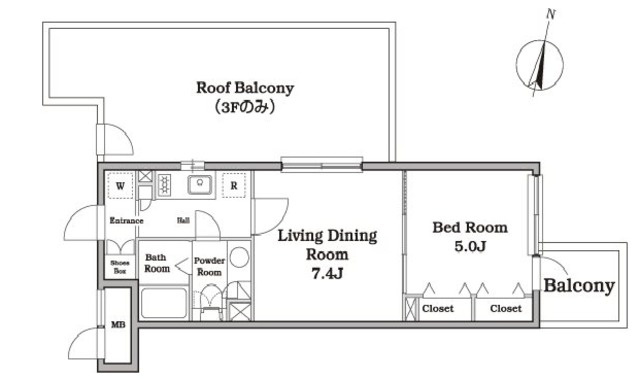 N
Roof Balcony
(3Fのみ)
W
R
Entrance
Hall
Living Dining
Room
7.4J
Bed Room
5.0J
Shoes
Box
Bath
Room
Powder
Room
Balcony
Closet
Closet
MB